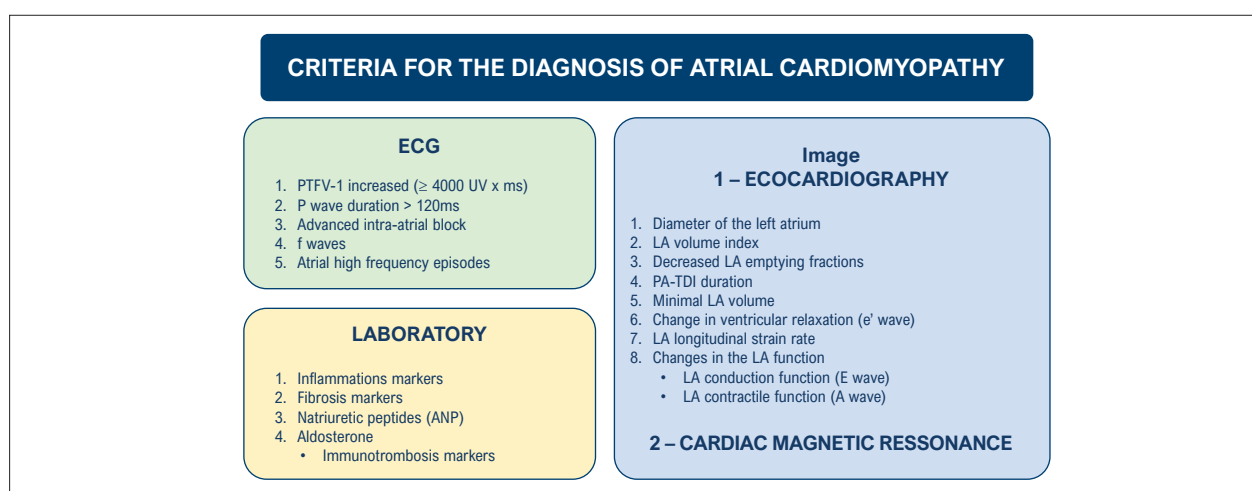 CRITERIA FOR THE DIAGNOSIS OF ATRIAL CARDIOMYOPATHY
ECG
1. PTFV-1 increased (≥ 4000 UV x ms)
2. P wave duration > 120ms
3. Advanced intra-atrial block
4. f waves
5. Atrial high frequency episodes
LABORATORY
1. Inflammations markers
2. Fibrosis markers
3. Natriuretic peptides (ANP)
4. Aldosterone
• Immunotrombosis markers
Image
1 – ECOCARDIOGRAPHY
1. Diameter of the left atrium
2. LA volume index
3. Decreased LA emptying fractions
4. PA-TDI duration
5. Minimal LA volume
6. Change in ventricular relaxation (e' wave)
7. LA longitudinal strain rate
8. Changes in the LA function
• LA conduction function (E wave)
• LA contractile function (A wave)
2 – CARDIAC MAGNETIC RESSONANCE